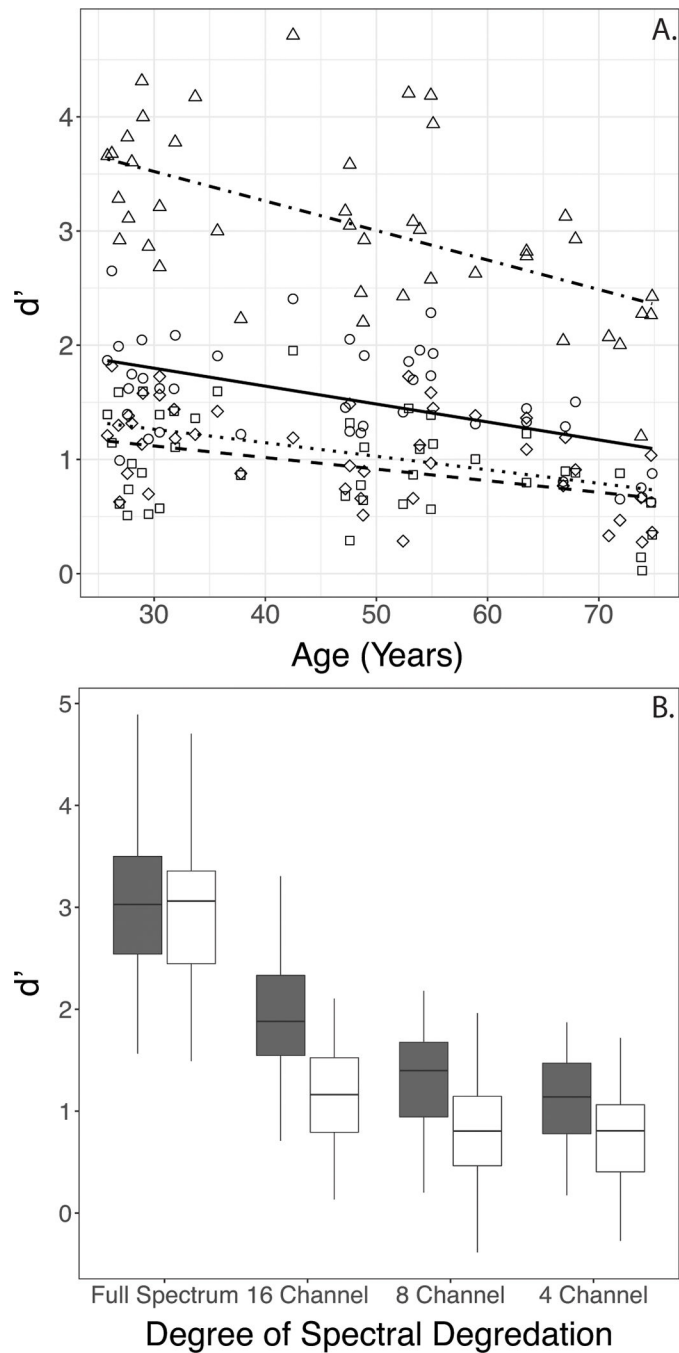 A.
4
3
2
1
0
d’
30 40 50 60 70
Age (Years)
B.
5
4
3
2
1
0
d’
Full Spectrum 16 Channel 8 Channel 4 Channel
Degree of Spectral Degredation